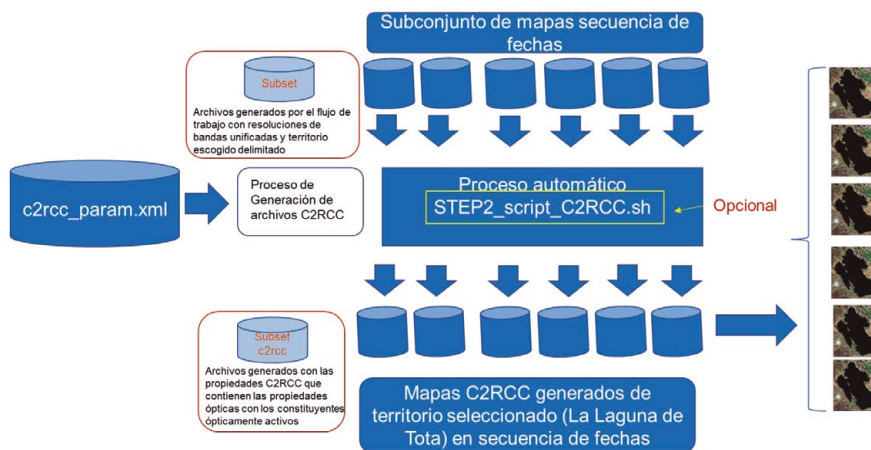 Subconjunto de mapas secuencia de
fechas
Subset
Archivos generados por el flujo de
trabajo con resoluciones de
bandas unificadas y territorio
escogido delimitado
c2rcc_param.xml
Proceso de
Generación de
archivos C2RCC
Proceso automático
STEP2_script_C2RCC.sh
Opcional
Subset
c2rcc
Archivos generados con las
propiedades C2RCC que
contienen las propiedades
ópticas con los constituyentes
ópticamente activos
Mapas C2RCC generados de
territorio seleccionado (La Laguna de
Tota) en secuencia de fechas